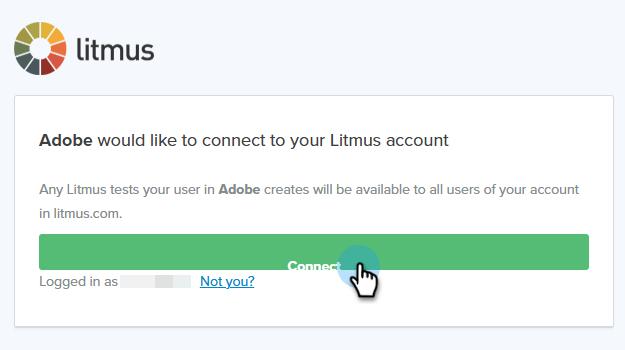 litmus
Adobe would like to connect to your Litmus account
Any Litmus tests your user in Adobe creates will be available to all users of your account
in litmus.com.
Connect
Logged in as Not you?